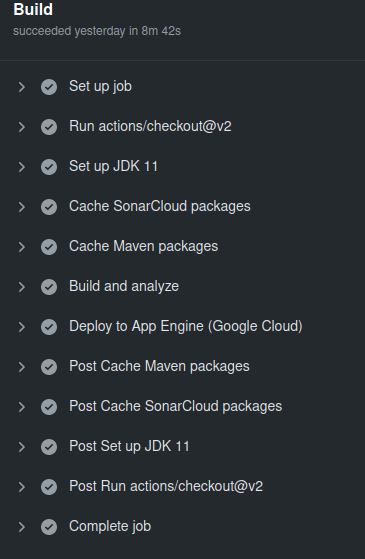 Build
succeeded yesterday in 8m 42s
Set up job
Run actions/checkout@v2
Set up JDK 11
Cache SonarCloud packages
Cache Maven packages
Build and analyze
Deploy to App Engine (Google Cloud)
Post Cache Maven packages
Post Cache SonarCloud packages
Post Set up JDK 11
Post Run actions/checkout@v2
Complete job